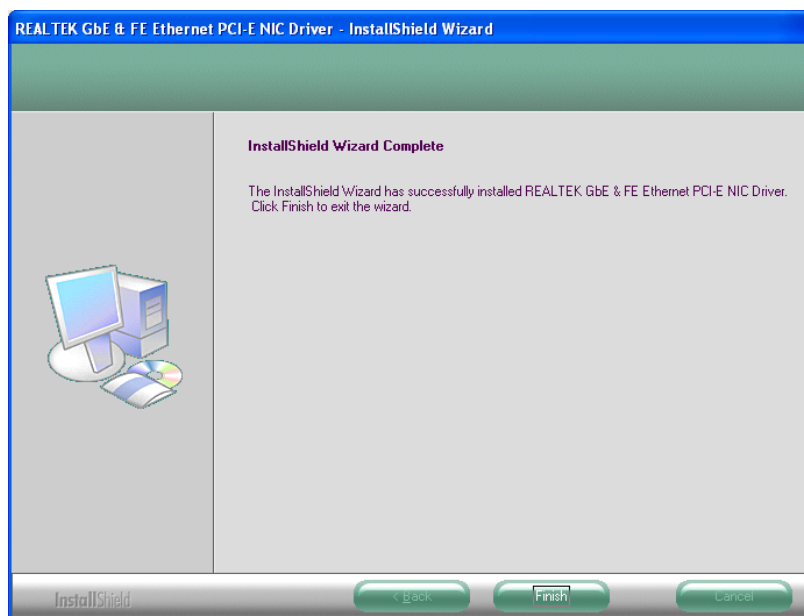 REALTEK GbE & FE Ethernet PCI-E NIC Driver - InstallShield Wizard
InstallShield Wizard Complete
The InstallShield Wizard has successfully installed REALTEK GbE & FE Ethernet PCI-E NIC Driver.
Click Finish to exit the wizard.
InstallShield
< Back
Finish
Cancel